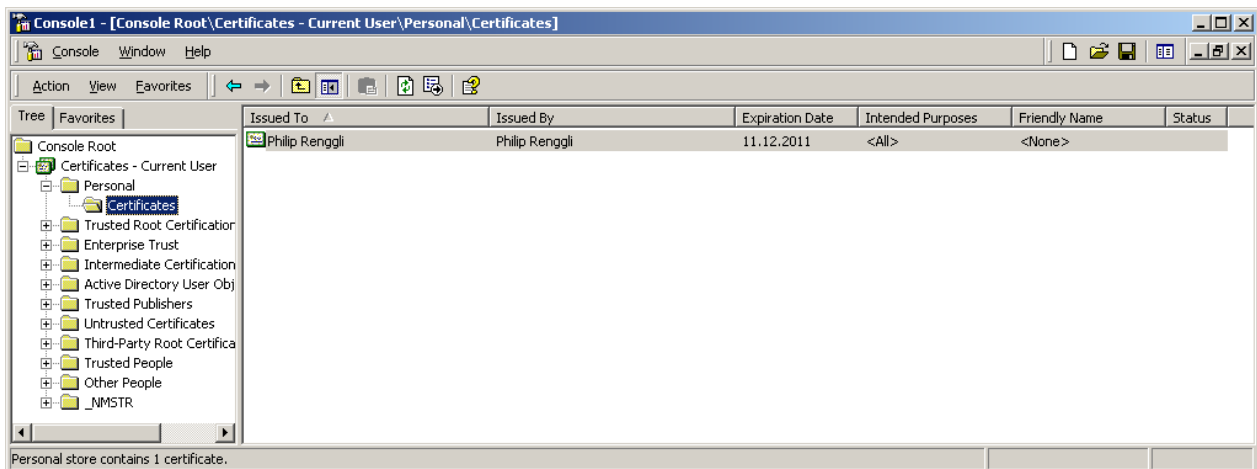 Console1 - [Console Root\Certificates - Current User\Personal\Certificates]
Console Window Help
Action View Favorites
Tree Favorites
Issued To Issued By Expiration Date Intended Purposes Friendly Name Status
Console Root
Certificates - Current User
Personal
Certificates
Trusted Root Certification
Enterprise Trust
Intermediate Certification
Active Directory User Obj
Trusted Publishers
Untrusted Certificates
Third-Party Root Certifica
Trusted People
Other People
_NMSTR
Philip Renggli Philip Renggli 11.12.2011 <All> <None>
Personal store contains 1 certificate.